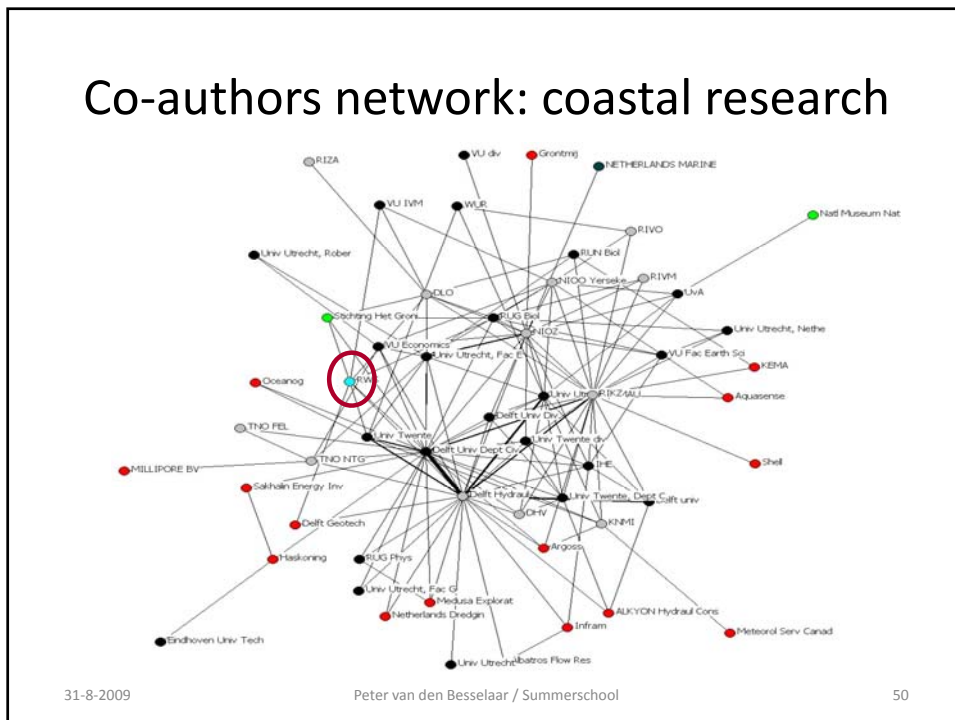 Co-authors network: coastal research
RIZA
VU div
Grontmij
NETHERLANDS MARINE
VU IVM
WUR
Natl Museum Nat
RIVO
Univ Utrecht, Rober
RUN Biol
NIOO Yerseke
RIVM
DLO
UvA
Stichting Het Groni
RUG Biol
NIOZ
Univ Utrecht, Nethe
VU Economics
Univ Utrecht, Fac E
VU Fac Earth Sci
KEMA
Oceanog
Univ Ut
RIKZ
Aquasense
TNO FEL
Delft Univ Div
Univ Twente
Univ Twente div
Delft Univ Dept Civ
TNO NTG
IHE
Shell
MILLIPORE BV
Sakhalin Energy Inv
Delft Hydraul
Univ Twente, Dept C
Delft univ
DHV
KNMI
Delft Geotech
Argoss
Haskoning
RUG Phys
Univ Utrecht, Fac G
Medusa Explorat
Netherlands Dredgin
ALKYON Hydraul Cons
Infram
Meteorol Serv Canad
Eindhoven Univ Tech
Univ Utrecht
Albatros Flow Res
31-8-2009
Peter van den Besselaar / Summerschool
50